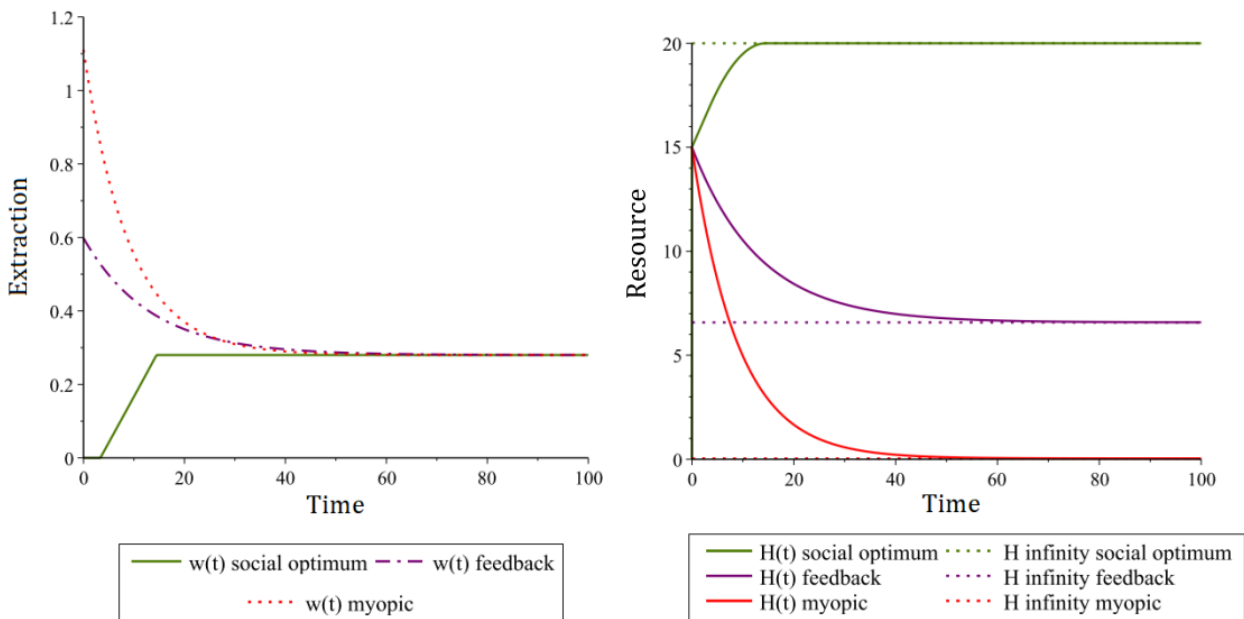 1.2
1
0.8
0.6
0.4
0.2
0
Extraction
0 20 40 60 80 100
Time
w(t) social optimum w(t) feedback
w(t) myopic
20
15
10
5
0
Resource
0 20 40 60 80 100
Time
H(t) social optimum H infinity social optimum
H(t) feedback H infinity feedback
H(t) myopic H infinity myopic